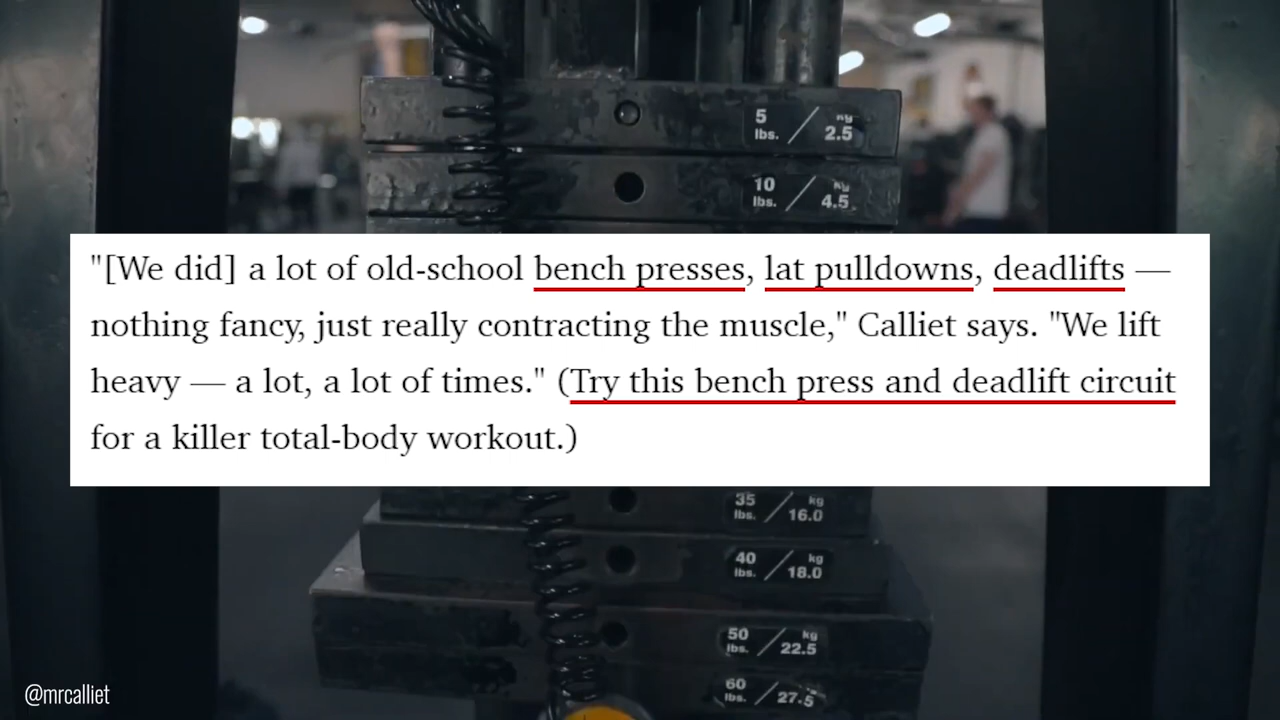 5 lbs. / kg 2.5
10 lbs. / kg 4.5
"[We did] a lot of old-school bench presses, lat pulldowns, deadlifts —
nothing fancy, just really contracting the muscle," Calliet says. "We lift
heavy — a lot, a lot of times." (Try this bench press and deadlift circuit
for a killer total-body workout.)
35 lbs. / kg 16.0
40 lbs. / kg 18.0
50 lbs. / kg 22.5
60 lbs. / kg 27.5
@mrcalliet